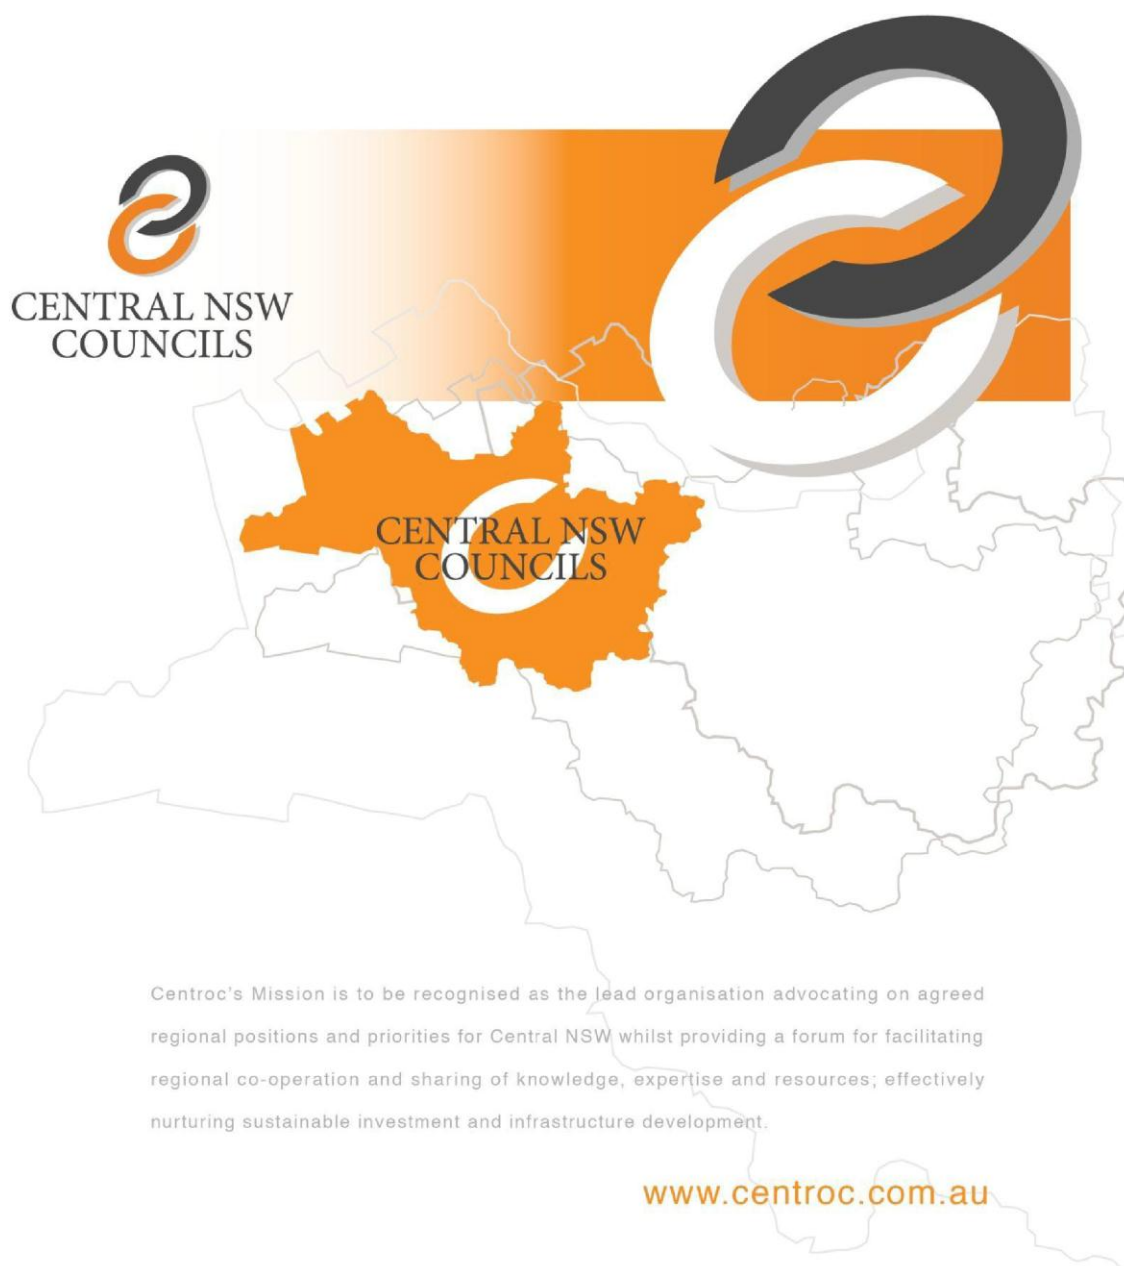 CENTRAL NSW
COUNCILS
CENTRAL NSW
COUNCILS
Centroc's Mission is to be recognised as the lead organisation advocating on agreed
regional positions and priorities for Central NSW whilst providing a forum for facilitating
regional co-operation and sharing of knowledge, expertise and resources; effectively
nurturing sustainable investment and infrastructure development.
www.centroc.com.au